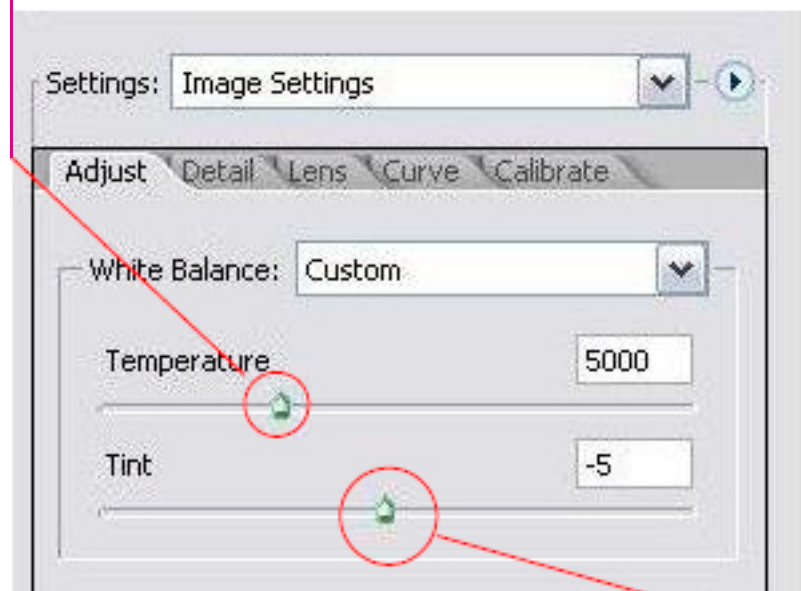 Settings: Image Settings
Adjust Detail Lens Curve Calibrate
White Balance: Custom
Temperature 5000
Tint -5